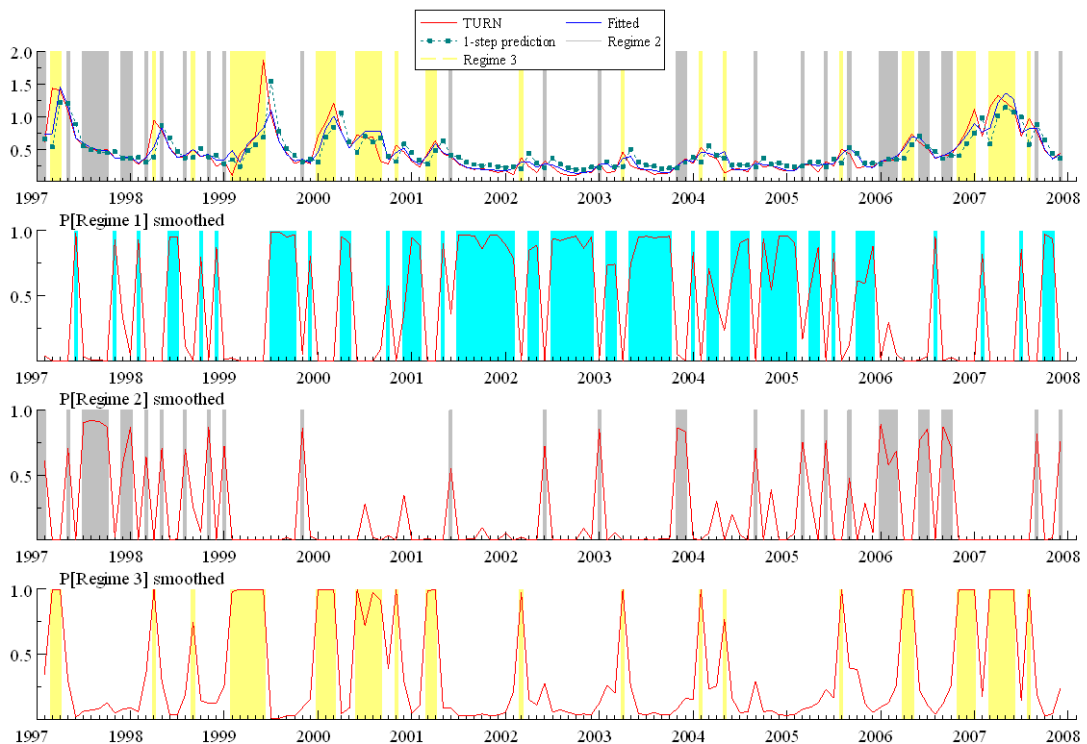 TURN Fitted
1-step prediction Regime 2
Regime 3
2.0
1.5
1.0
0.5
1997 1998 1999 2000 2001 2002 2003 2004 2005 2006 2007 2008
P[Regime 1] smoothed
1.0
0.5
1997 1998 1999 2000 2001 2002 2003 2004 2005 2006 2007 2008
P[Regime 2] smoothed
1.0
0.5
1997 1998 1999 2000 2001 2002 2003 2004 2005 2006 2007 2008
P[Regime 3] smoothed
1.0
0.5
1997 1998 1999 2000 2001 2002 2003 2004 2005 2006 2007 2008